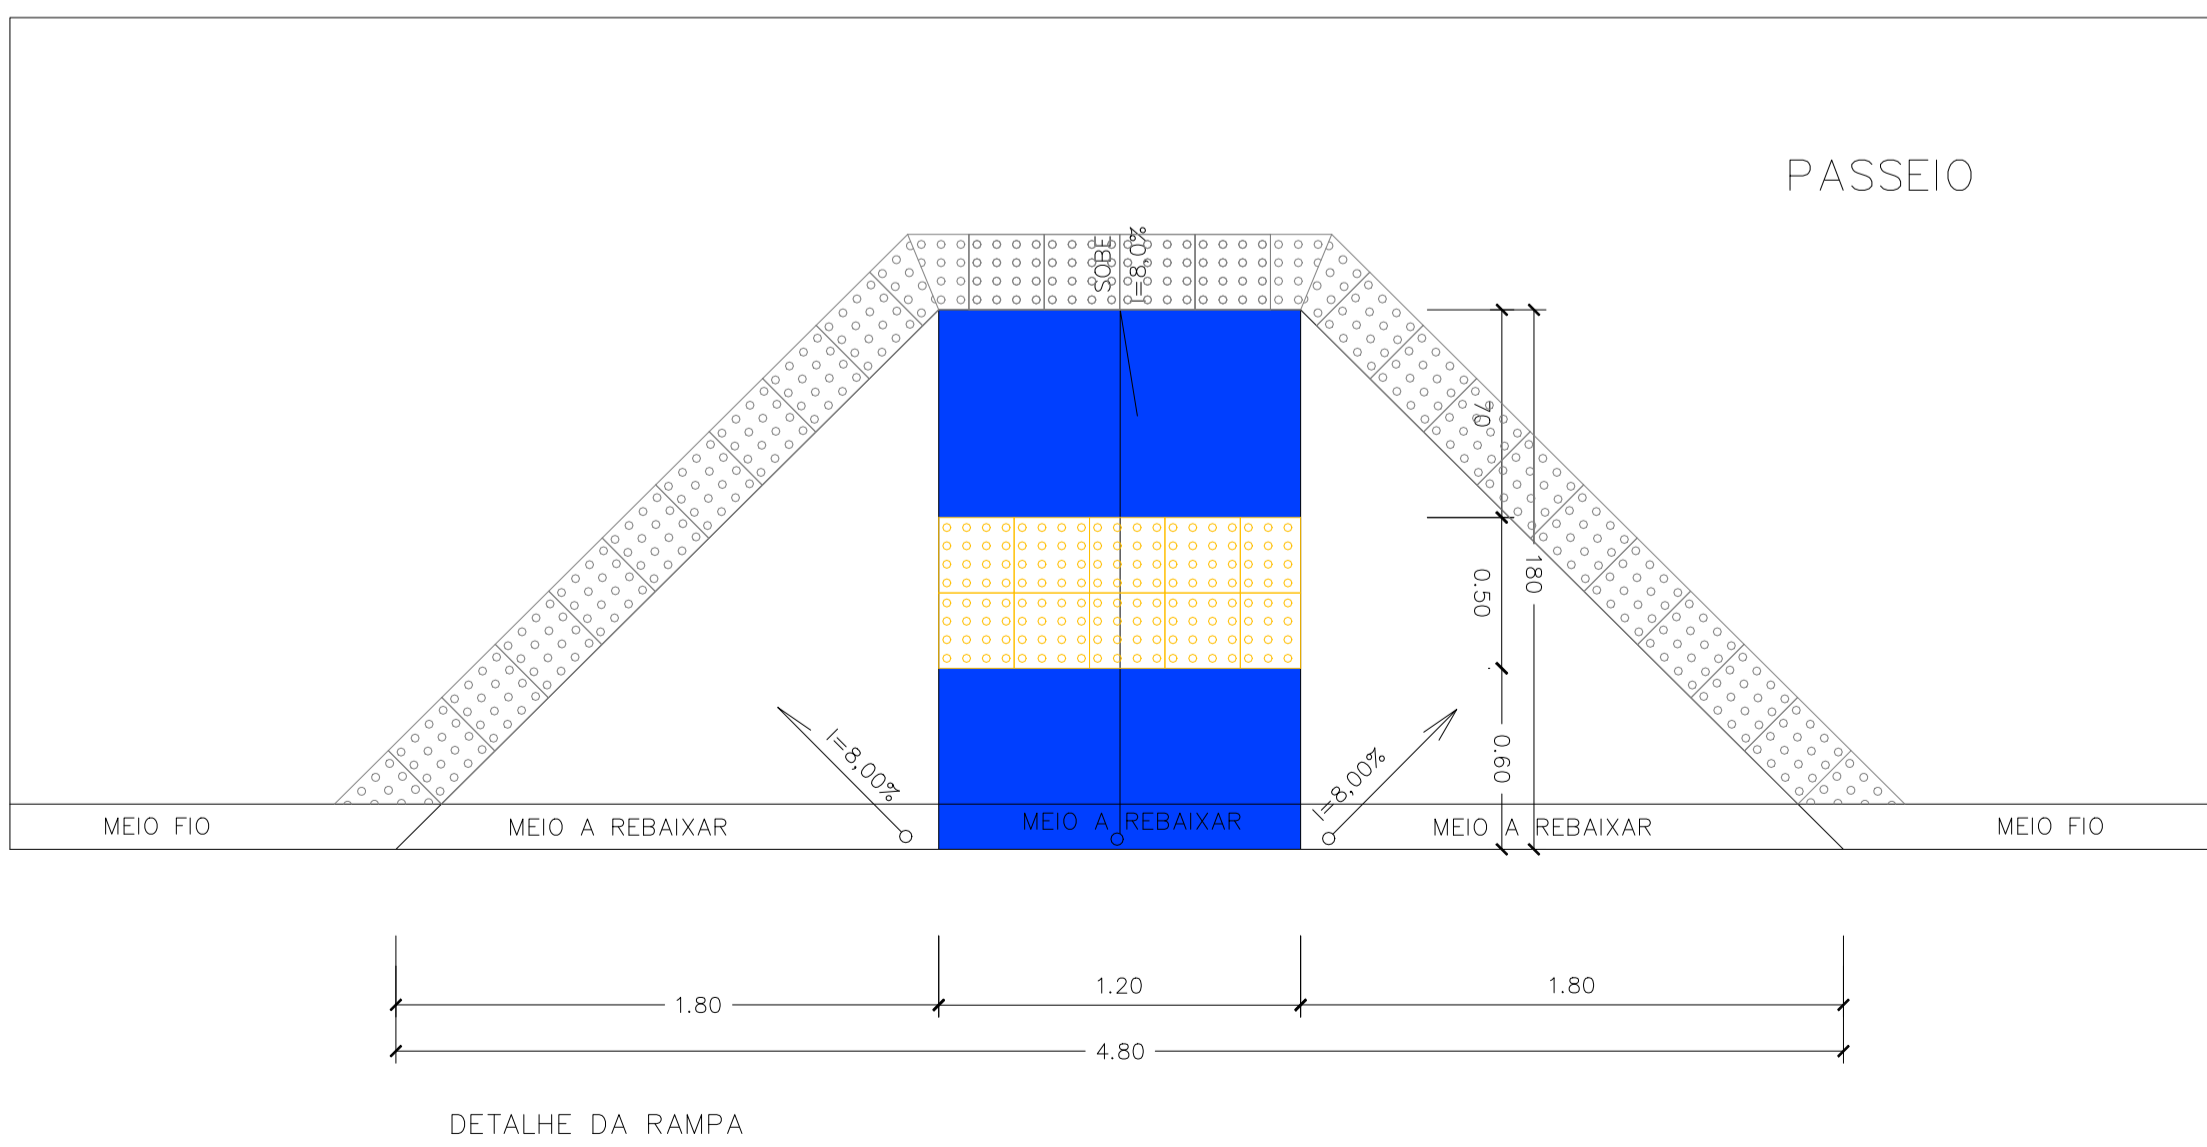 PASSEIO
SOBE
I=8,0%
70
0.50
180
0.60
I=8,00%
I=8,00%
MEIO FIO
MEIO A REBAIXAR
MEIO A REBAIXAR
MEIO A REBAIXAR
MEIO FIO
1.80
1.20
1.80
4.80
DETALHE DA RAMPA